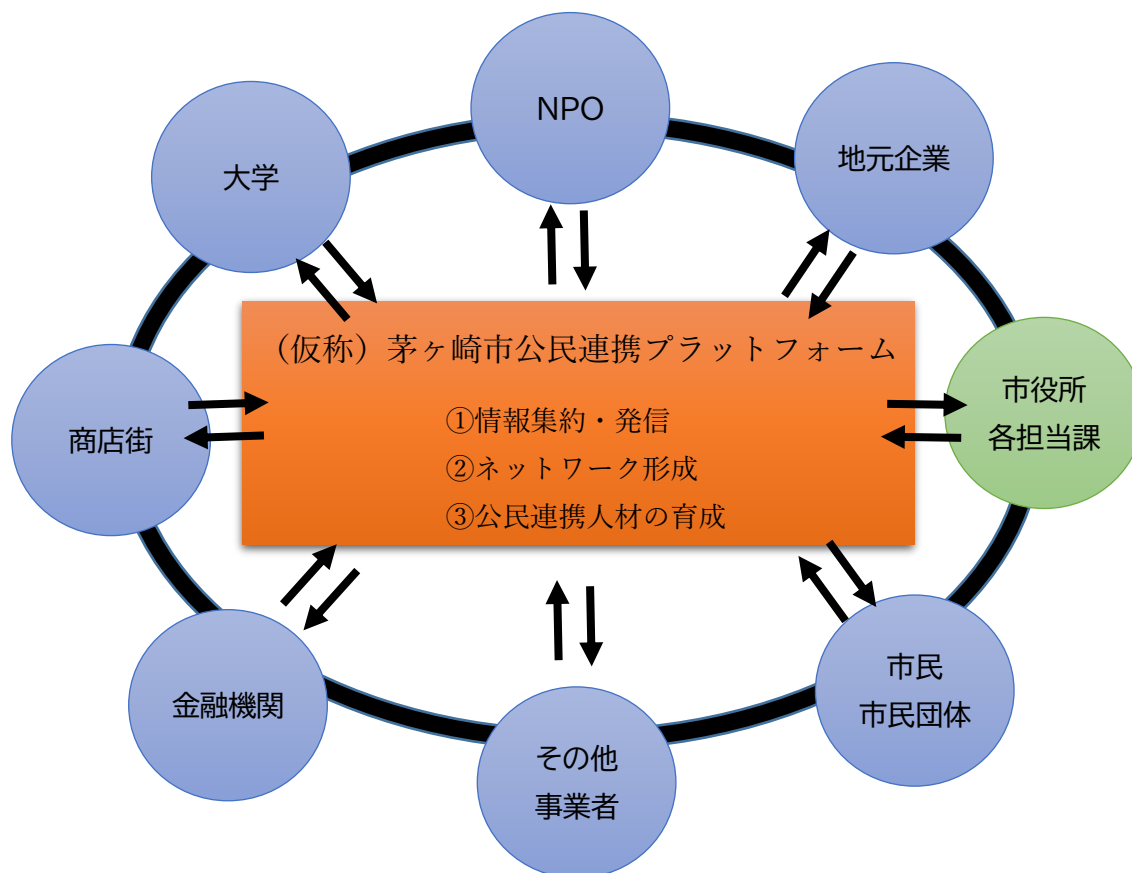 NPO
大学
地元企業
（仮称）茅ヶ崎市公民連携プラットフォーム
①情報集約・発信
②ネットワーク形成
③公民連携人材の育成
商店街
市役所
各担当課
金融機関
市民
市民団体
その他
事業者